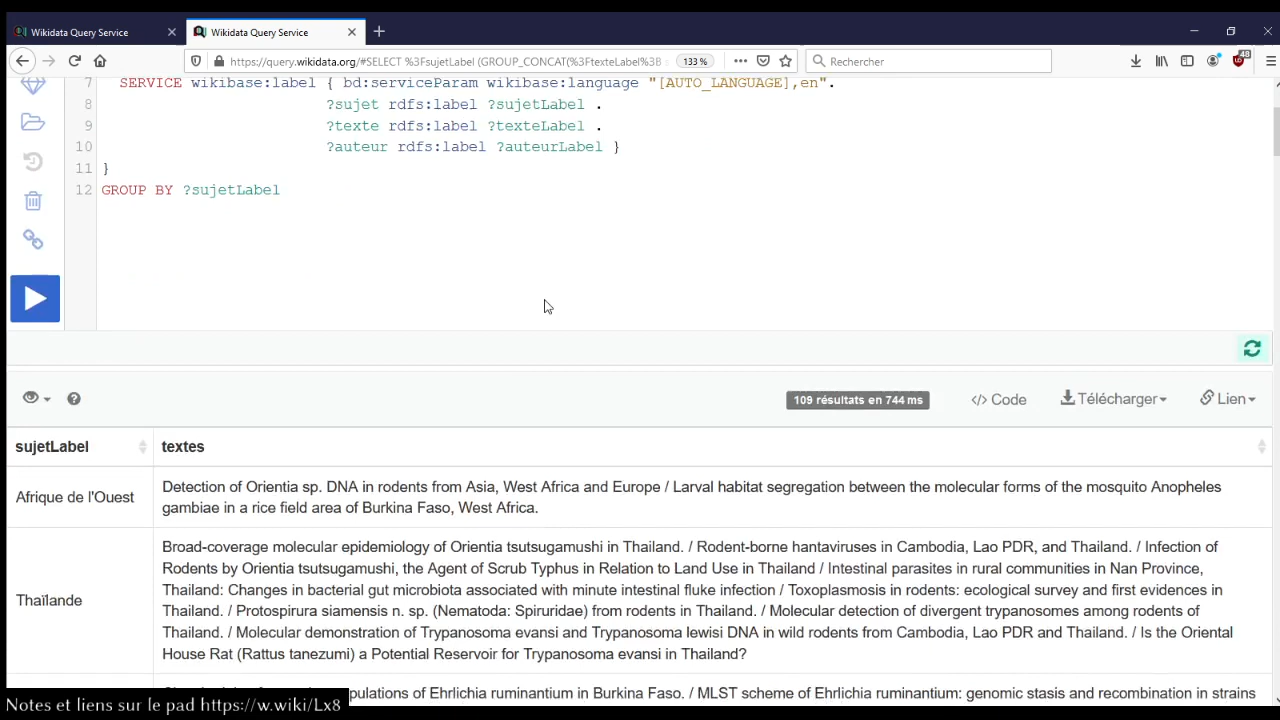 Wikidata Query Service
Wikidata Query Service
https://query.wikidata.org/#SELECT %3FsujetLabel (GROUP_CONCAT(%3FtexteLabel%3B
133 %
Rechercher
49
7 SERVICE wikibase:label { bd:serviceParam wikibase:language "[AUTO_LANGUAGE],en".
8 ?sujet rdfs:label ?sujetLabel .
9 ?texte rdfs:label ?texteLabel .
10 ?auteur rdfs:label ?auteurLabel }
11 }
12 GROUP BY ?sujetLabel
109 résultats en 744 ms
</> Code
Télécharger
Lien
sujetLabel
textes
Afrique de l'Ouest
Detection of Orientia sp. DNA in rodents from Asia, West Africa and Europe / Larval habitat segregation between the molecular forms of the mosquito Anopheles
gambiae in a rice field area of Burkina Faso, West Africa.
Thaïlande
Broad-coverage molecular epidemiology of Orientia tsutsugamushi in Thailand. / Rodent-borne hantaviruses in Cambodia, Lao PDR, and Thailand. / Infection of
Rodents by Orientia tsutsugamushi, the Agent of Scrub Typhus in Relation to Land Use in Thailand / Intestinal parasites in rural communities in Nan Province,
Thailand: Changes in bacterial gut microbiota associated with minute intestinal fluke infection / Toxoplasmosis in rodents: ecological survey and first evidences in
Thailand. / Protospirura siamensis n. sp. (Nematoda: Spiruridae) from rodents in Thailand. / Molecular detection of divergent trypanosomes among rodents of
Thailand. / Molecular demonstration of Trypanosoma evansi and Trypanosoma lewisi DNA in wild rodents from Cambodia, Lao PDR and Thailand. / Is the Oriental
House Rat (Rattus tanezumi) a Potential Reservoir for Trypanosoma evansi in Thailand?
populations of Ehrlichia ruminantium in Burkina Faso. / MLST scheme of Ehrlichia ruminantium: genomic stasis and recombination in strains
Notes et liens sur le pad https://w.wiki/Lx8